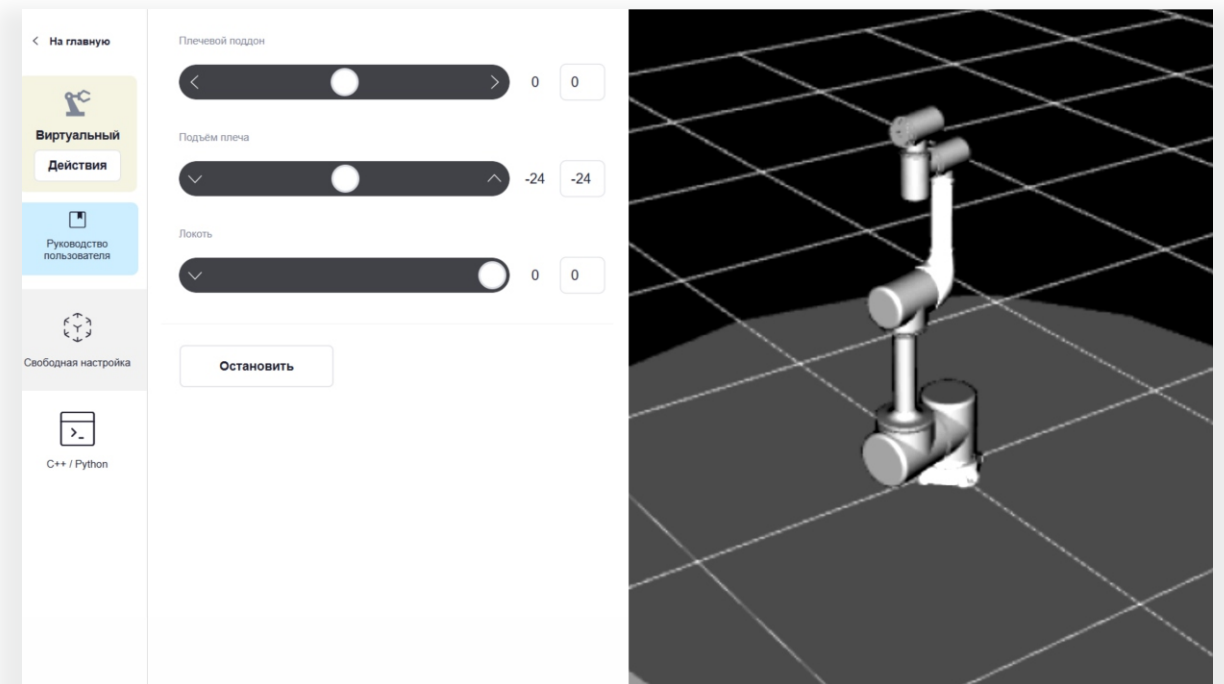 На главную
Виртуальный
Действия
Руководство
пользователя
Свободная настройка
C++ / Python
Плечевой поддон
0 0
Подъём плеча
-24 -24
Локоть
0 0
Остановить